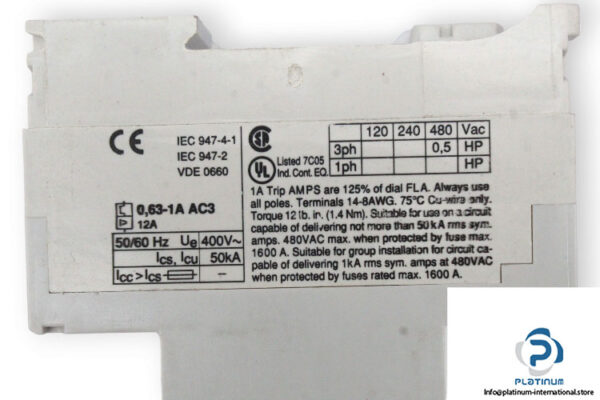 CE
IEC 947-4-1
IEC 947-2
VDE 0660
0,63-1A AC3
12A
50/60 Hz Ue 400V~
Ics, Icu 50kA
Icc>Ics –
UL
Listed 7C05
Ind. Cont. EQ.
120 240 480 Vac
3ph 0,5 HP
1ph HP
1A Trip AMPS are 125% of dial FLA. Always use
all poles. Terminals 14-8AWG. 75°C Cu-wire only.
Torque 12 lb. in. (1.4 Nm). Suitable for use on a circuit
capable of delivering not more than 50 kA rms sym.
amps. 480VAC max. when protected by fuse max.
1600 A. Suitable for group installation for circuit ca-
pable of delivering 1kA rms sym. amps at 480VAC
when protected by fuses rated max. 1600 A.
PLATINUM
Info@platinum-international.store